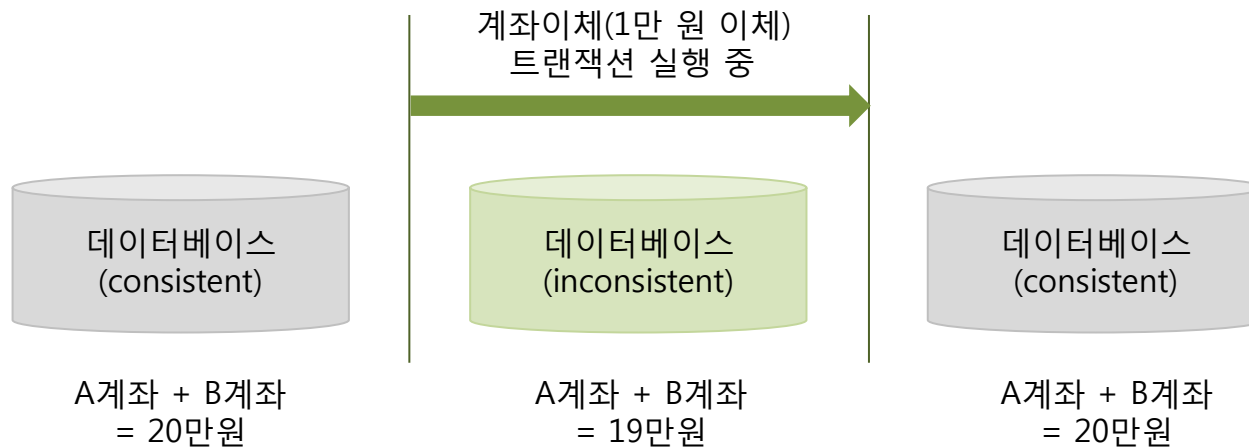 계좌이체(1만 원 이체)
트랜잭션 실행 중
데이터베이스
(consistent)
데이터베이스
(inconsistent)
데이터베이스
(consistent)
A계좌 + B계좌
= 20만원
A계좌 + B계좌
= 19만원
A계좌 + B계좌
= 20만원